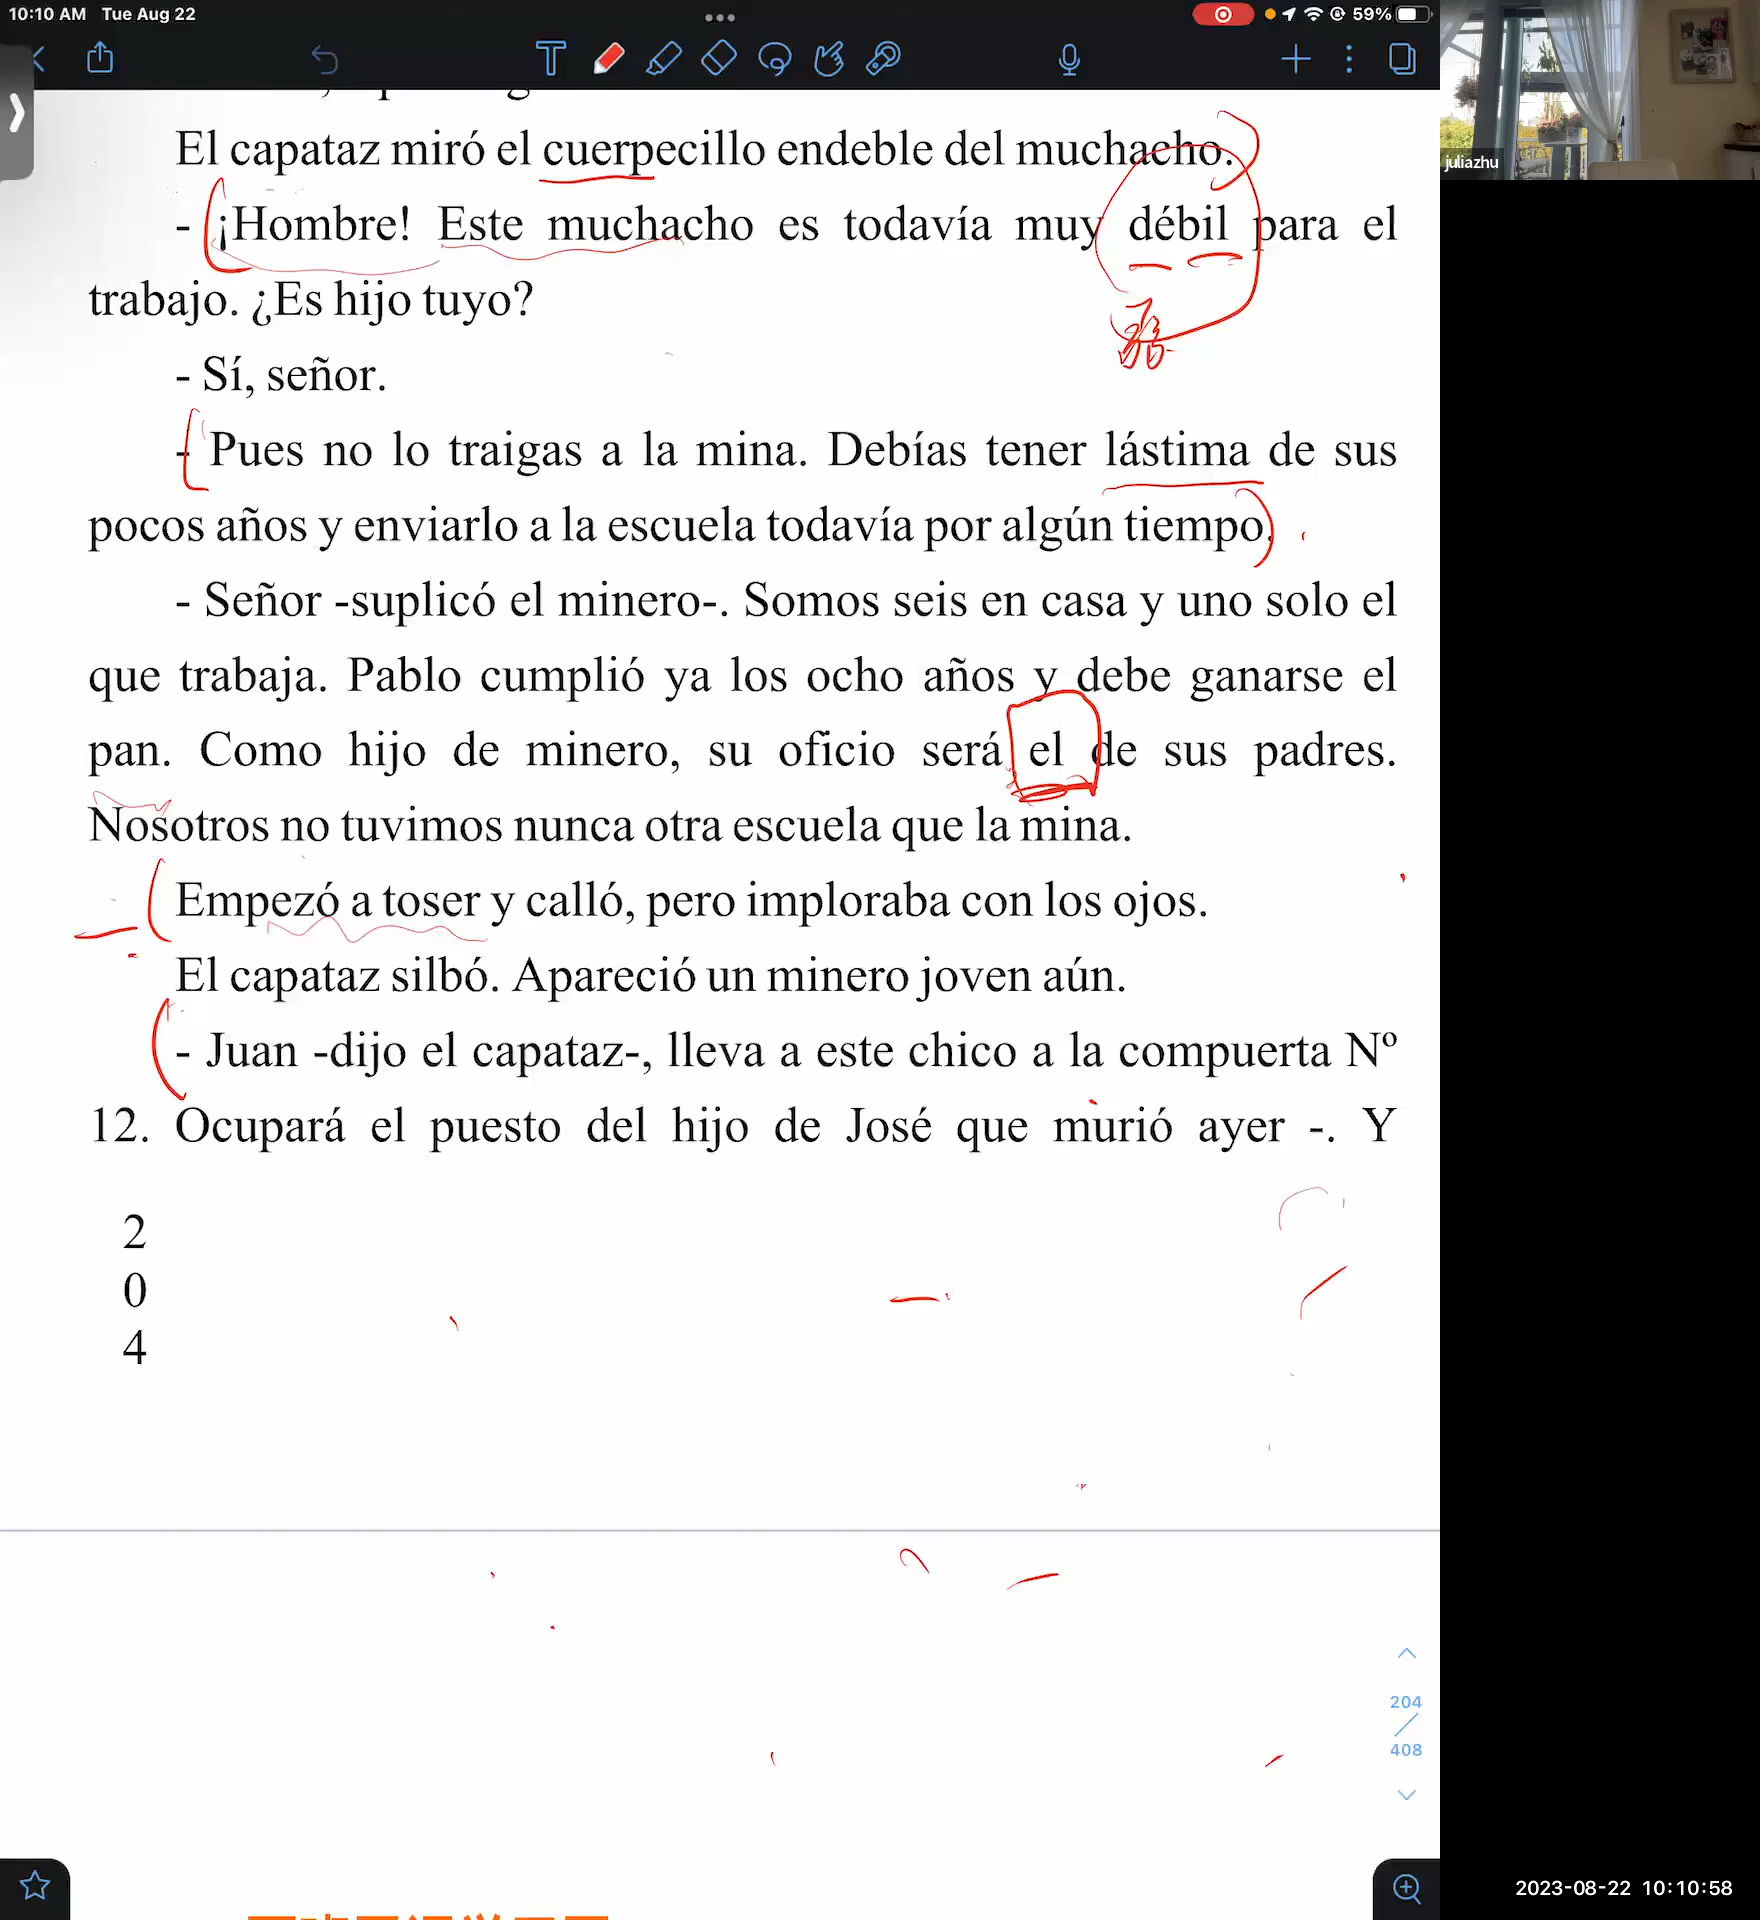 10:10 AM Tue Aug 22
59%
juliazhu
El capataz miró el cuerpecillo endeble del muchacho.
- ¡Hombre! Este muchacho es todavía muy débil para el
trabajo. ¿Es hijo tuyo?
弱
- Sí, señor.
- Pues no lo traigas a la mina. Debías tener lástima de sus
pocos años y enviarlo a la escuela todavía por algún tiempo.
- Señor -suplicó el minero-. Somos seis en casa y uno solo el
que trabaja. Pablo cumplió ya los ocho años y debe ganarse el
pan. Como hijo de minero, su oficio será el de sus padres.
Nosotros no tuvimos nunca otra escuela que la mina.
Empezó a toser y calló, pero imploraba con los ojos.
El capataz silbó. Apareció un minero joven aún.
- Juan -dijo el capataz-, lleva a este chico a la compuerta Nº
12. Ocupará el puesto del hijo de José que murió ayer -. Y
2
0
4
204
408
2023-08-22 10:10:58